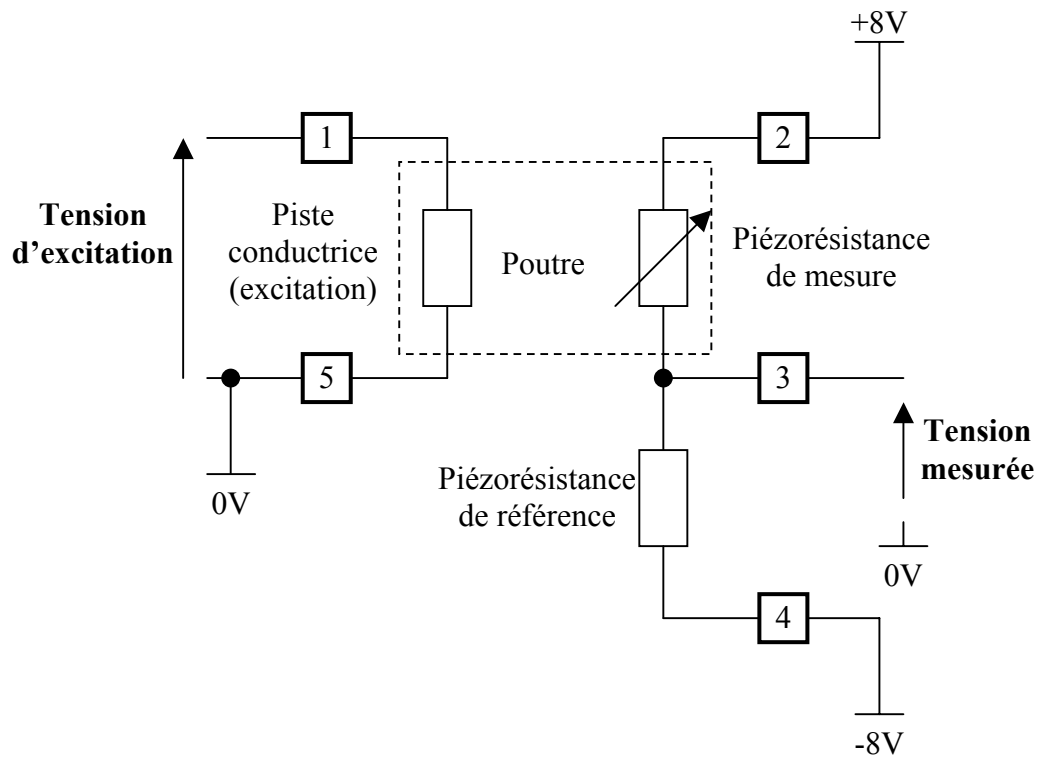 +8V
1
2
Tension
d'excitation
Piste
conductrice
(excitation)
Poutre
Piézorésistance
de mesure
5
3
0V
Tension
mesurée
Piézorésistance
de référence
0V
4
-8V